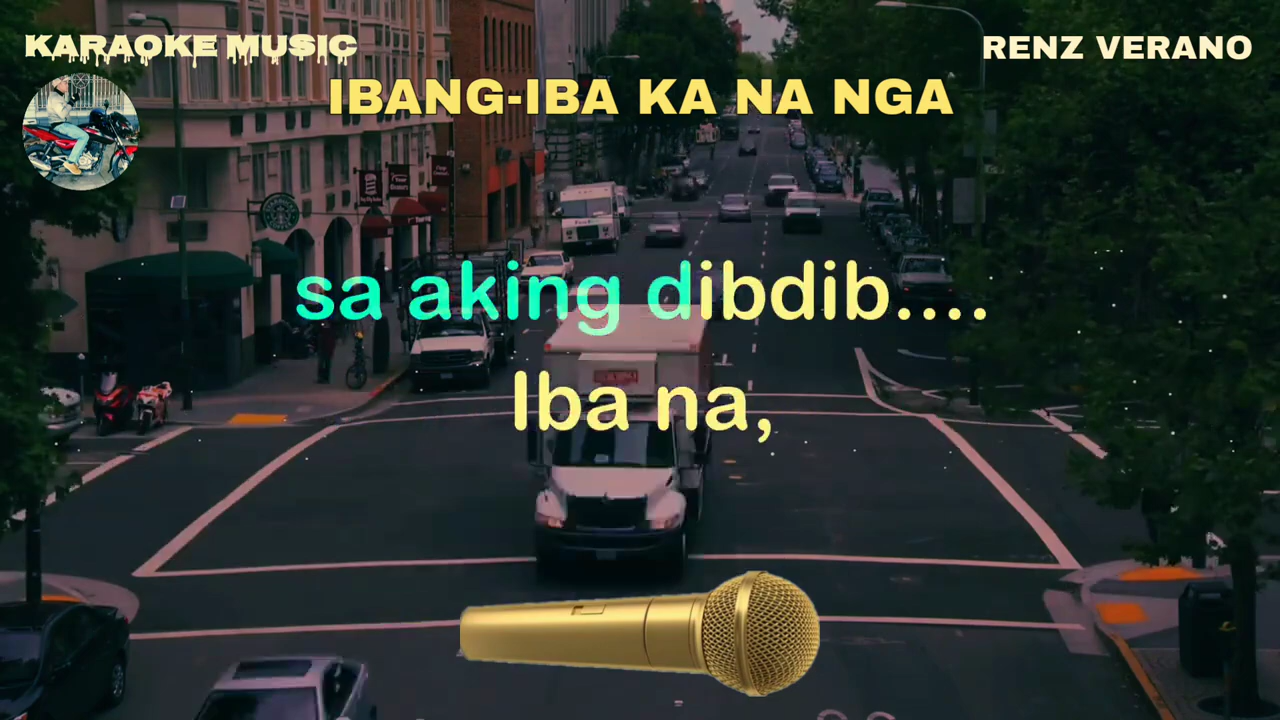 KARAOKE MUSIC
RENZ VERANO
IBANG-IBA KA NA NGA
sa aking dibdib....
Iba na,